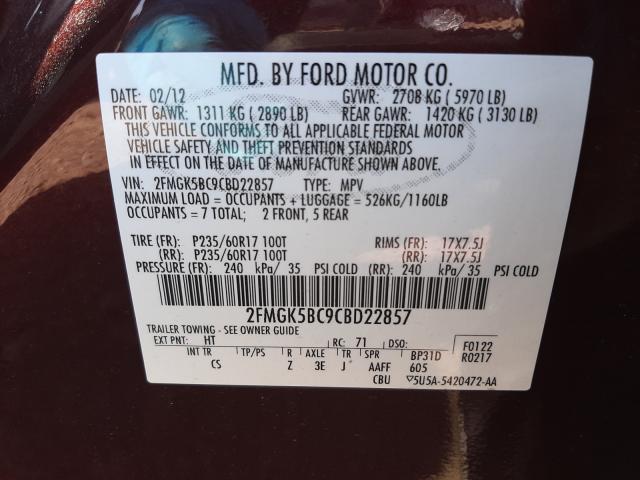 MFD. BY FORD MOTOR CO.
DATE: 02/12 GVWR: 2708 KG ( 5970 LB)
FRONT GAWR: 1311 KG ( 2890 LB) REAR GAWR: 1420 KG ( 3130 LB)
THIS VEHICLE CONFORMS TO ALL APPLICABLE FEDERAL MOTOR
VEHICLE SAFETY AND THEFT PREVENTION STANDARDS
IN EFFECT ON THE DATE OF MANUFACTURE SHOWN ABOVE.
VIN: 2FMGK5BC9CBD22857 TYPE: MPV
MAXIMUM LOAD = OCCUPANTS + LUGGAGE = 526KG/1160LB
OCCUPANTS = 7 TOTAL; 2 FRONT, 5 REAR
TIRE (FR): P235/60R17 100T RIMS (FR): 17X7.5J
(RR): P235/60R17 100T (RR): 17X7.5J
PRESSURE (FR): 240 kPa/ 35 PSI COLD (RR): 240 kPa/ 35 PSI COLD
2FMGK5BC9CBD22857
TRAILER TOWING - SEE OWNER GUIDE
EXT PNT: HT RC: 71 DSO: F0122
INT TR TP/PS R AXLE TR SPR BP31D R0217
CS Z 3E J AAFF 605
CBU ▽5U5A-5420472-AA